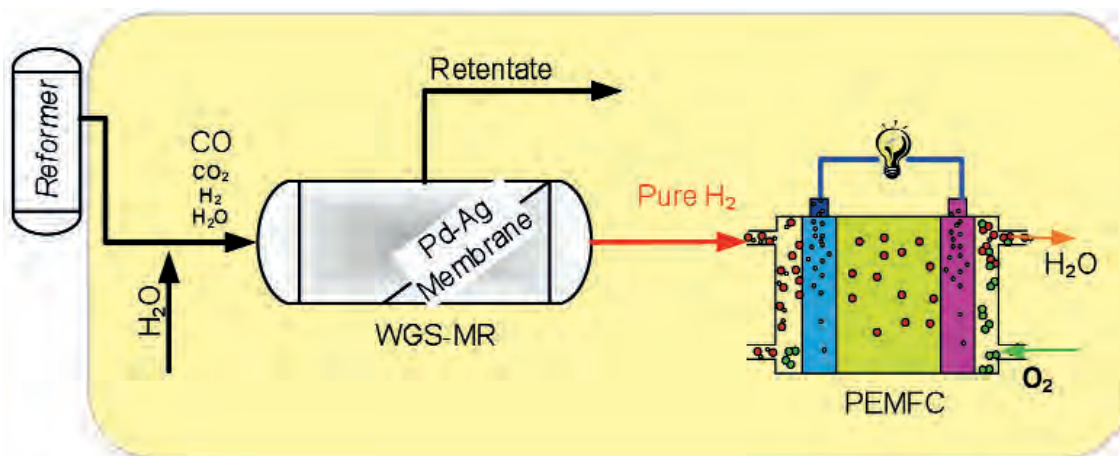 Reformer
CO
CO₂
H₂
H₂O
H₂O
Retentate
Pd-Ag
Membrane
WGS-MR
Pure H₂
H₂O
O₂
PEMFC